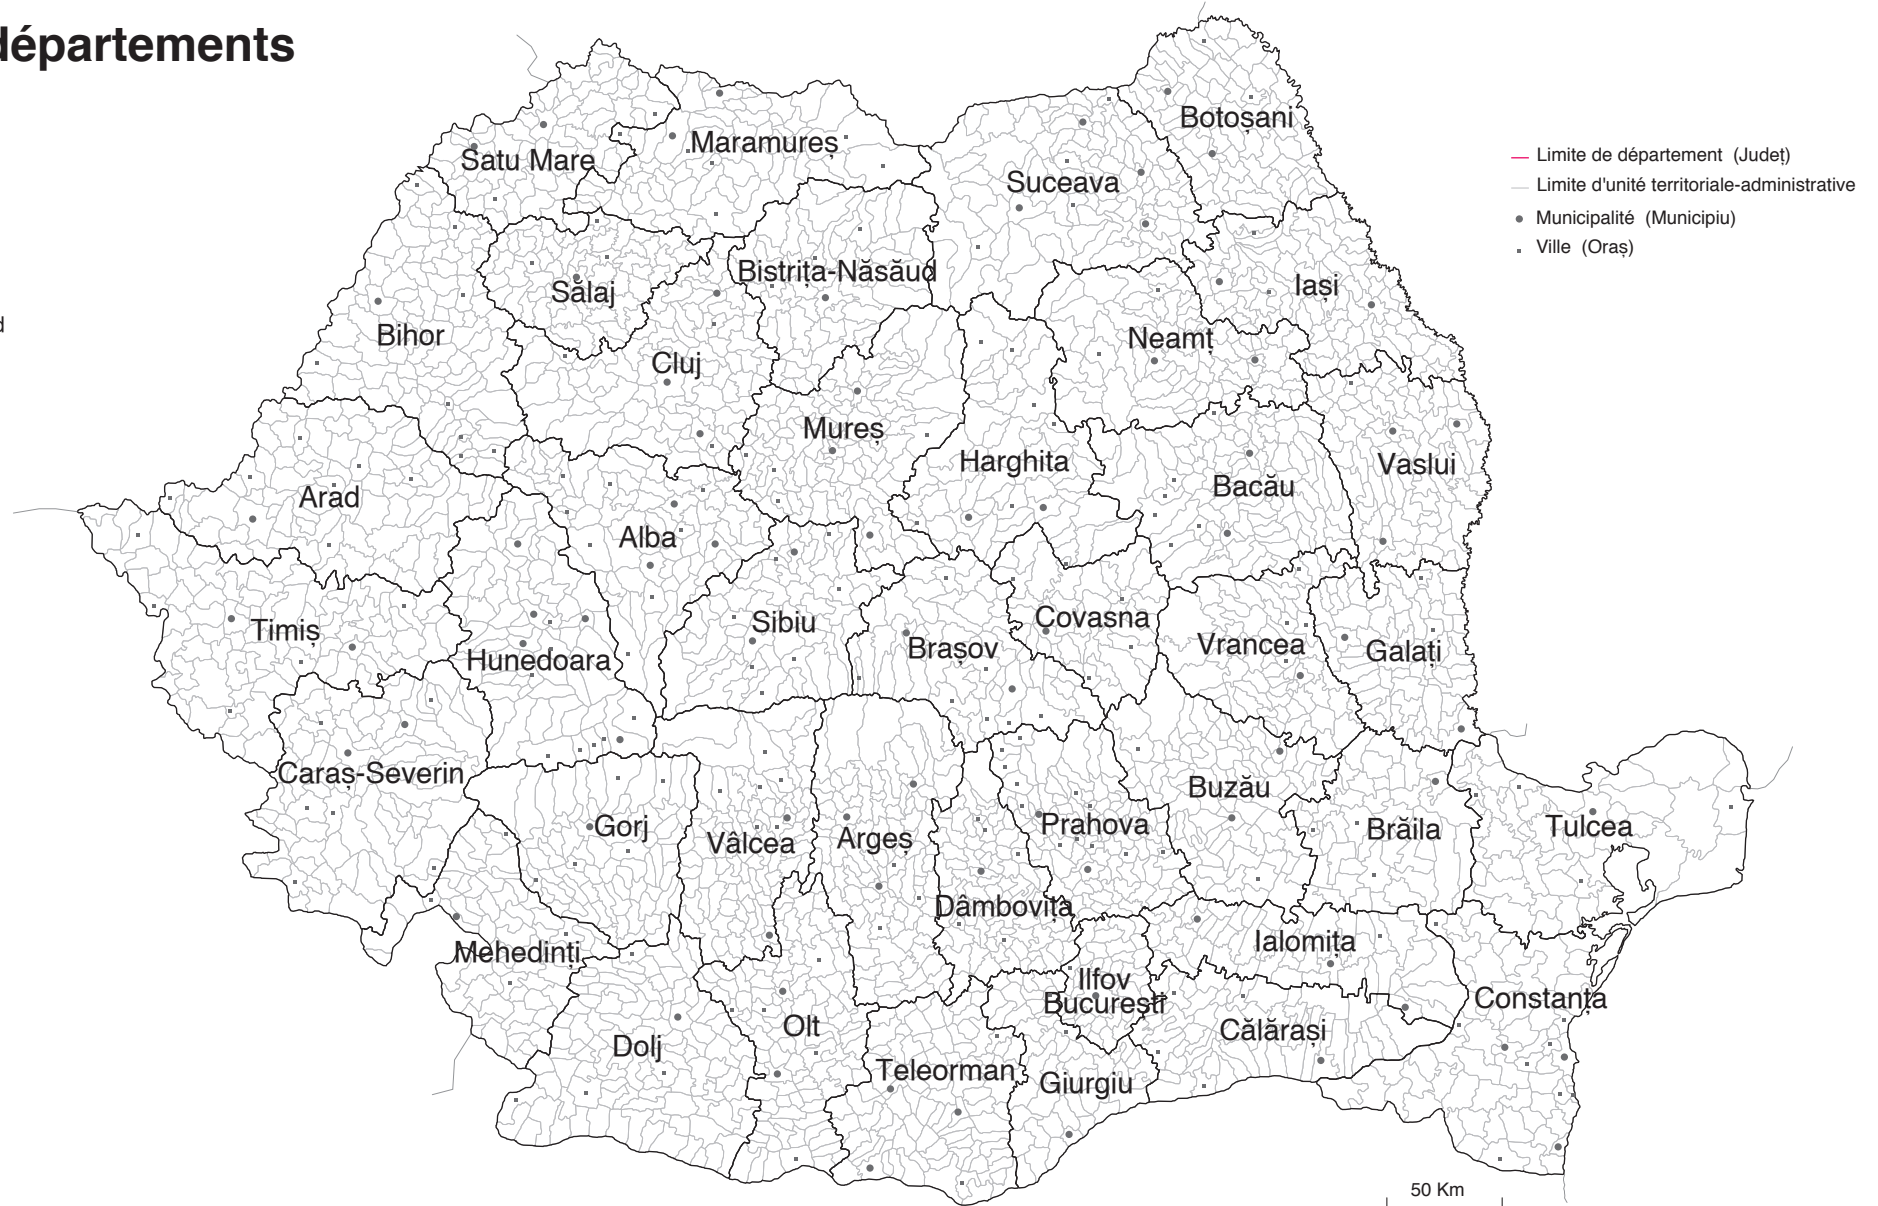 départements
Botoșani
Maramureș
Satu Mare
Suceava
Limite de département (Județ)
Limite d'unité territoriale-administrative
Municipalité (Municipiu)
Ville (Oraș)
Bistrița-Năsăud
Sălaj
Iași
d
Bihor
Neamț
Cluj
Mureș
Harghita
Vaslui
Bacău
Arad
Alba
Timiș
Sibiu
Covasna
Hunedoara
Brașov
Vrancea
Galați
Caraș-Severin
Buzău
Gorj
Vâlcea
Argeș
Prahova
Brăila
Tulcea
Dâmbovița
Mehedinți
Ialomița
Ilfov
București
Constanța
Olt
Călărași
Dolj
Teleorman
Giurgiu
50 Km